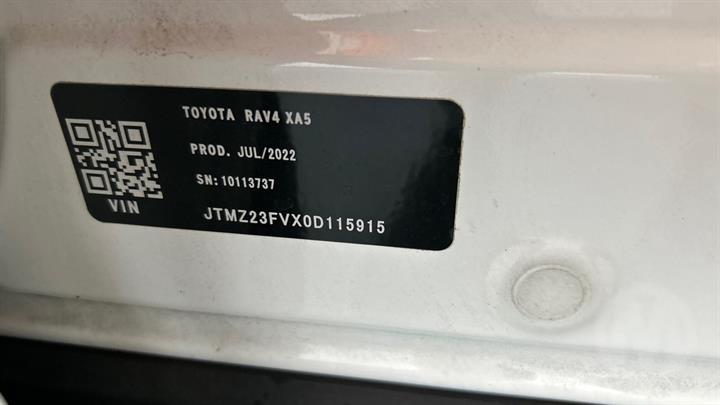 TOYOTA RAV4 XA5
PROD. JUL/2022
SN: 10113737
VIN
JTMZ23FVX0D115915